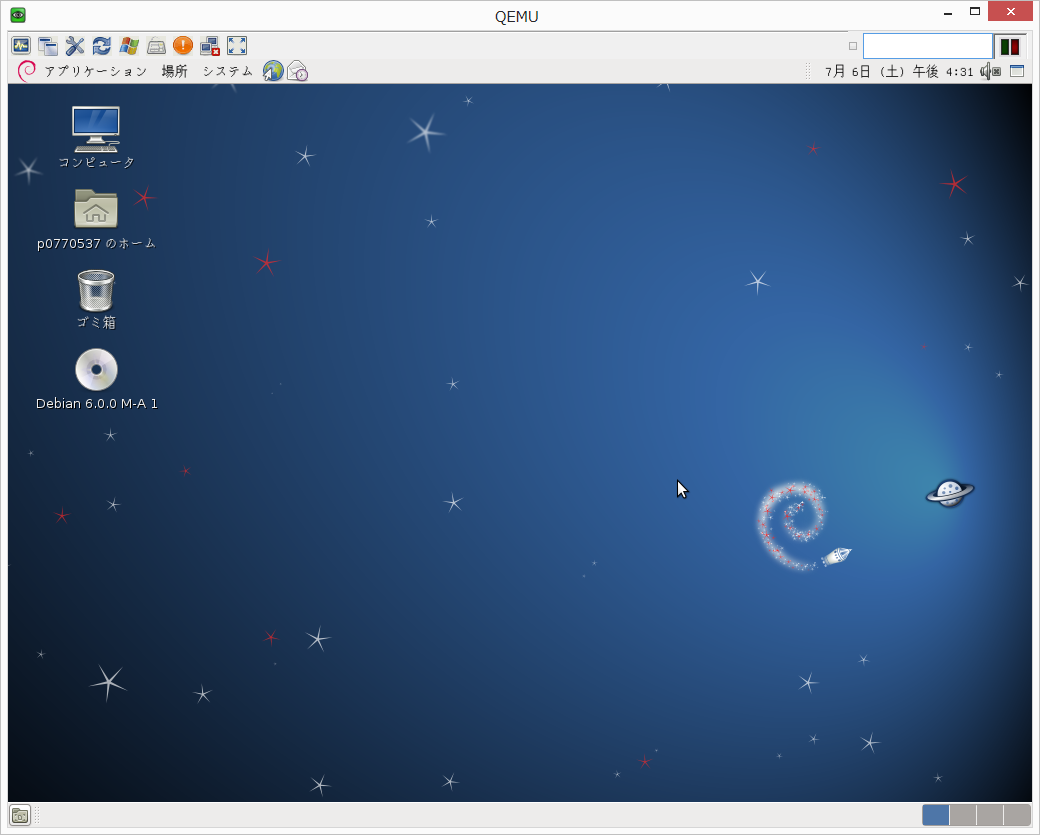 QEMU
アプリケーション 場所 システム 7月 6日 (土) 午後 4:31
コンピュータ
p0770537 のホーム
ゴミ箱
Debian 6.0.0 M-A 1